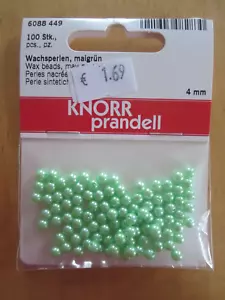 6088 449
100 Stk.,
pcs., pz.
Wachsperlen, maigrün
Wax beads,
Perles nacrées
Perle sintetich
€ 1.69
KNORR
prandell
4 mm